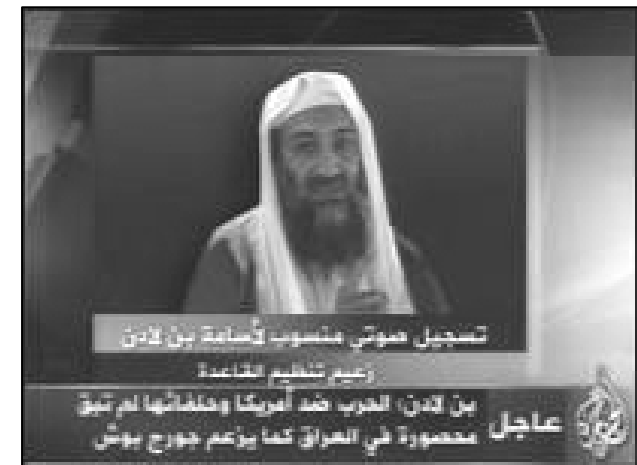 تسجيل صوتي منسوب لأسامة بن لادن
زعيم تنظيم القاعدة
عاجل
بن لادن: الحرب ضد أمريكا وحلفائها لم تبق
محصورة في العراق كما يزعم جورج بوش